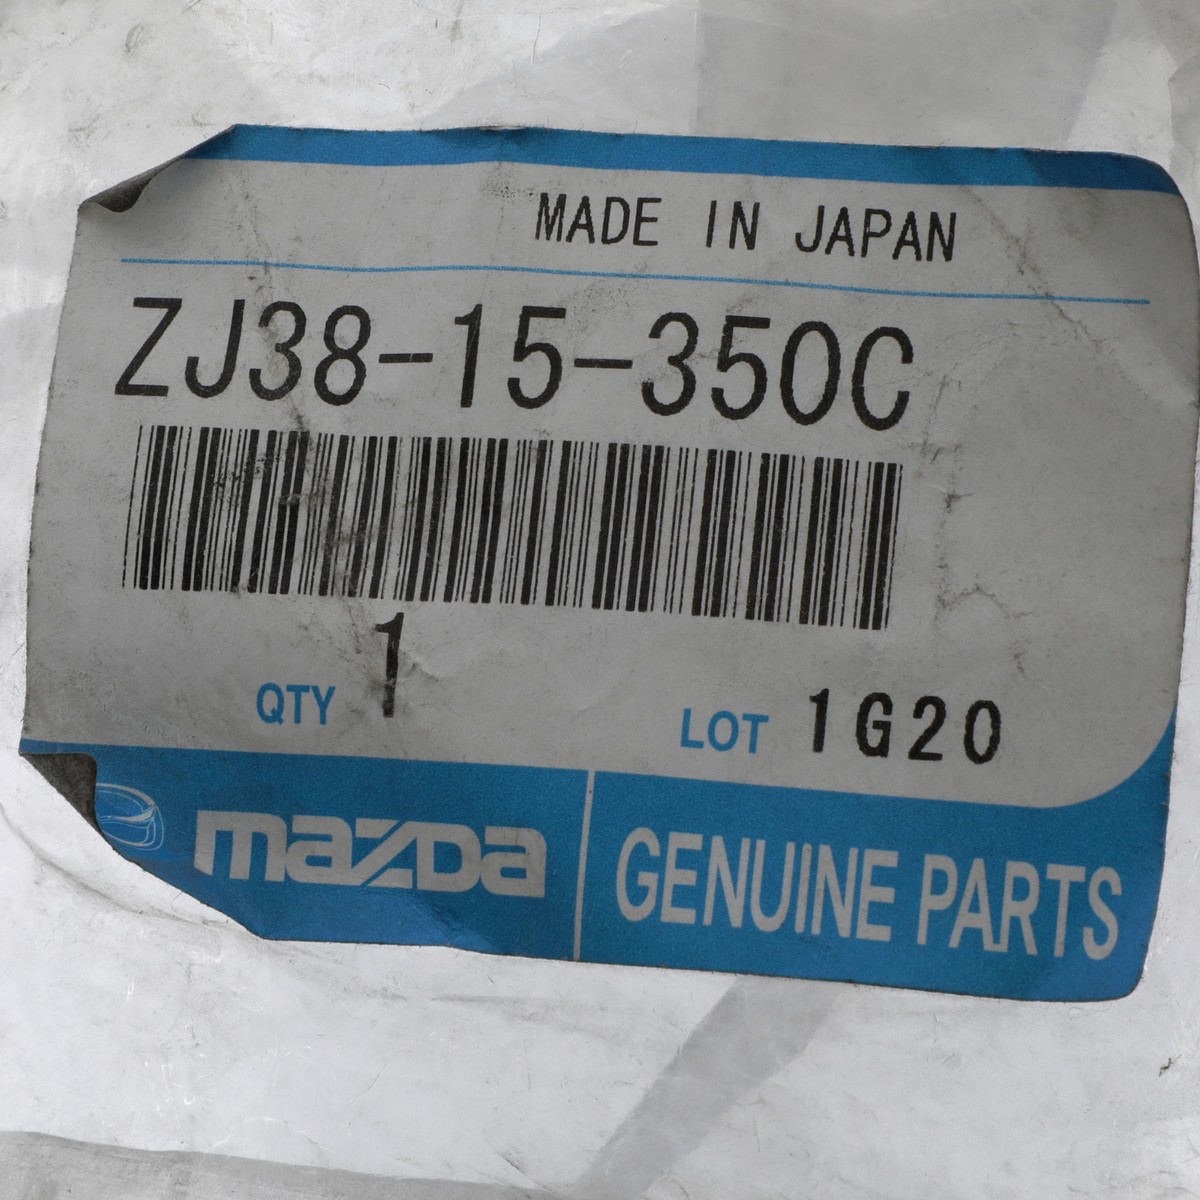 MADE IN JAPAN
ZJ38-15-350C
QTY 1
LOT 1G20
mazda
GENUINE PARTS